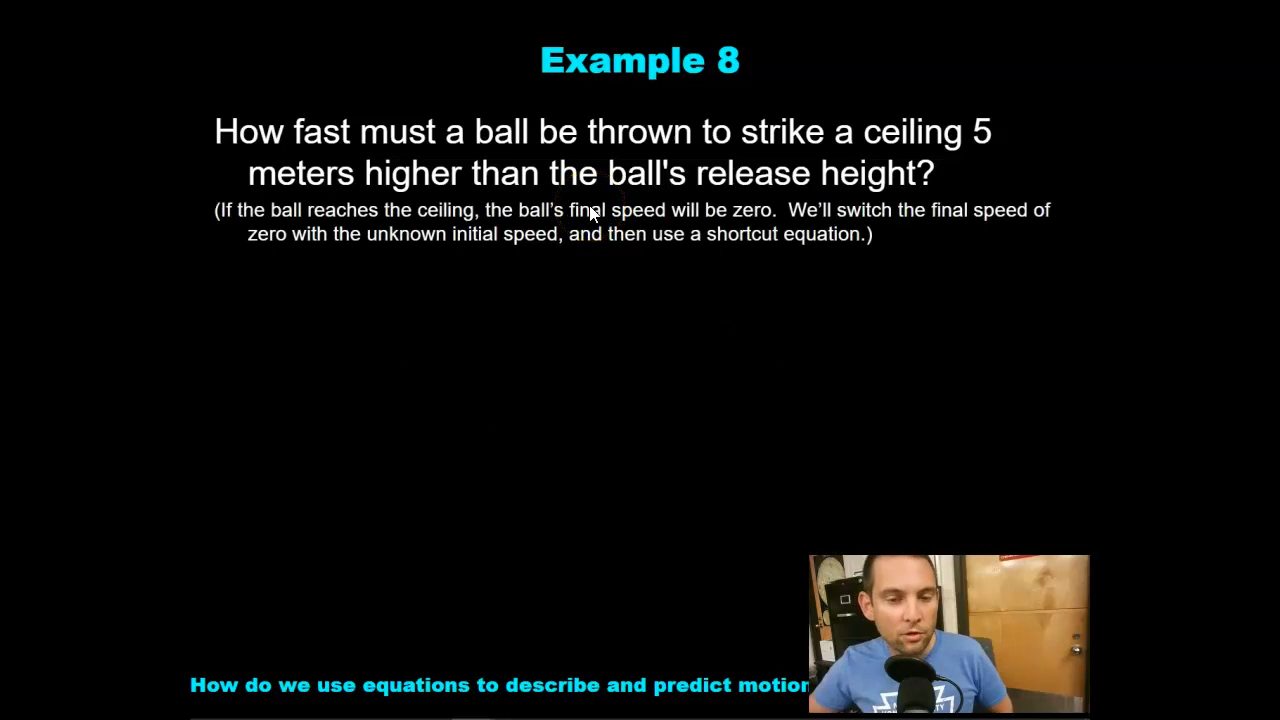 Example 8
How fast must a ball be thrown to strike a ceiling 5
meters higher than the ball's release height?
(If the ball reaches the ceiling, the ball’s final speed will be zero.  We’ll switch the final speed of
zero with the unknown initial speed, and then use a shortcut equation.)
How do we use equations to describe and predict motion